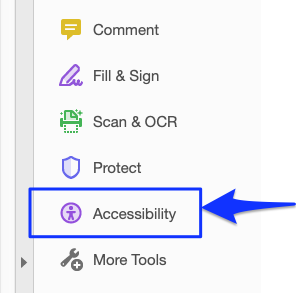 Comment
Fill & Sign
Scan & OCR
Protect
Accessibility
More Tools